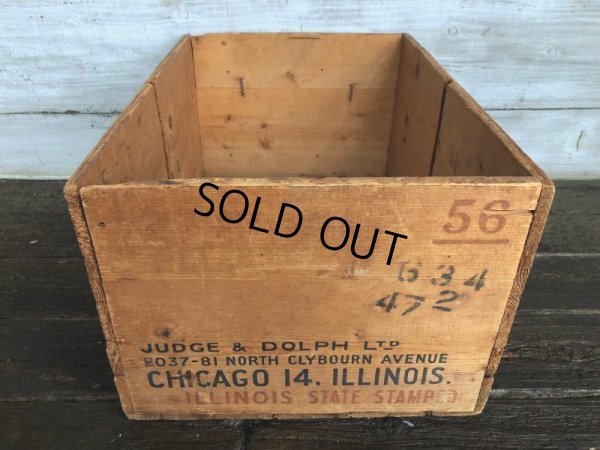 56
SOLD OUT
634
472
JUDGE & DOLPH LTD
2037-81 NORTH CLYBOURN AVENUE
CHICAGO 14. ILLINOIS.
ILLINOIS STATE STAMPED